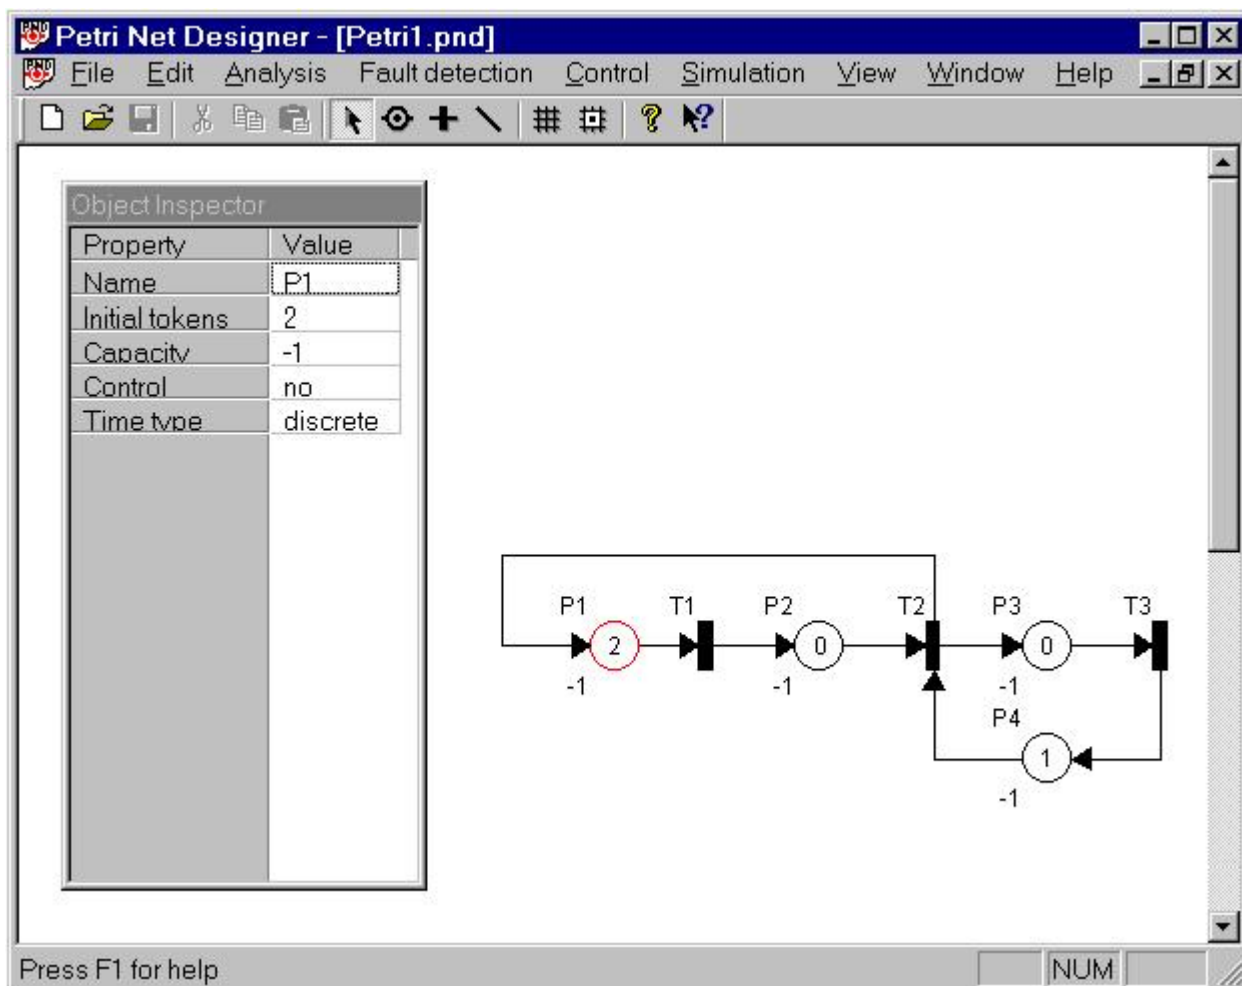 Petri Net Designer - [Petri1.pnd]
File Edit Analysis Fault detection Control Simulation View Window Help
Object Inspector
Property Value
Name P1
Initial tokens 2
Capacity -1
Control no
Time type discrete
P1 T1 P2 T2 P3 T3
2 0 0
-1 -1 -1
P4
1
-1
Press F1 for help NUM